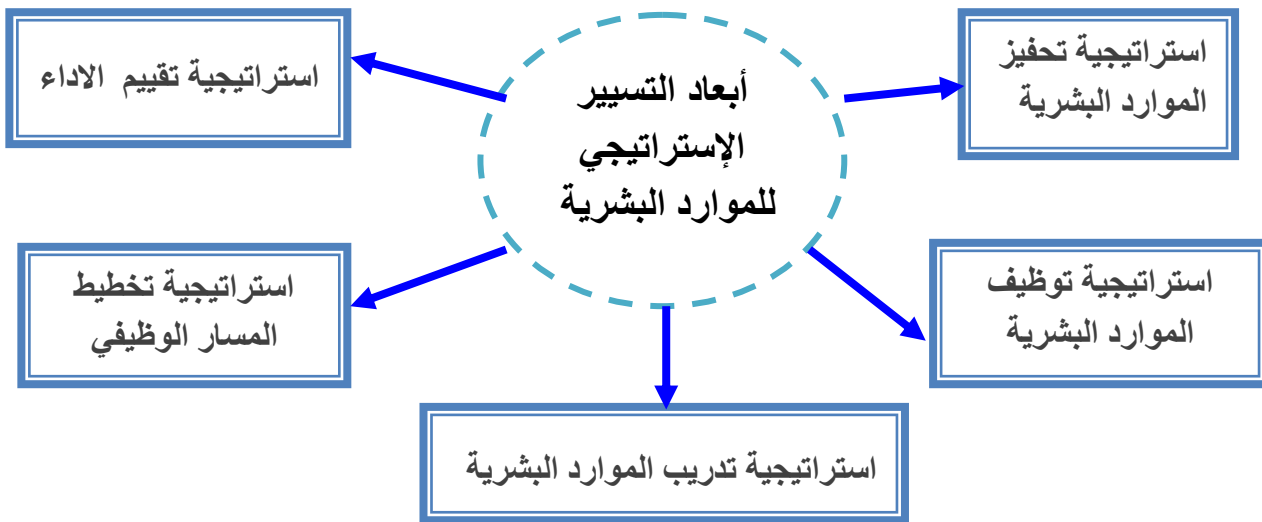 أبعاد التسيير
الإستراتيجي
للموارد البشرية
استراتيجية تحفيز
الموارد البشرية
استراتيجية تقييم الاداء
استراتيجية توظيف
الموارد البشرية
استراتيجية تخطيط
المسار الوظيفي
استراتيجية تدريب الموارد البشرية